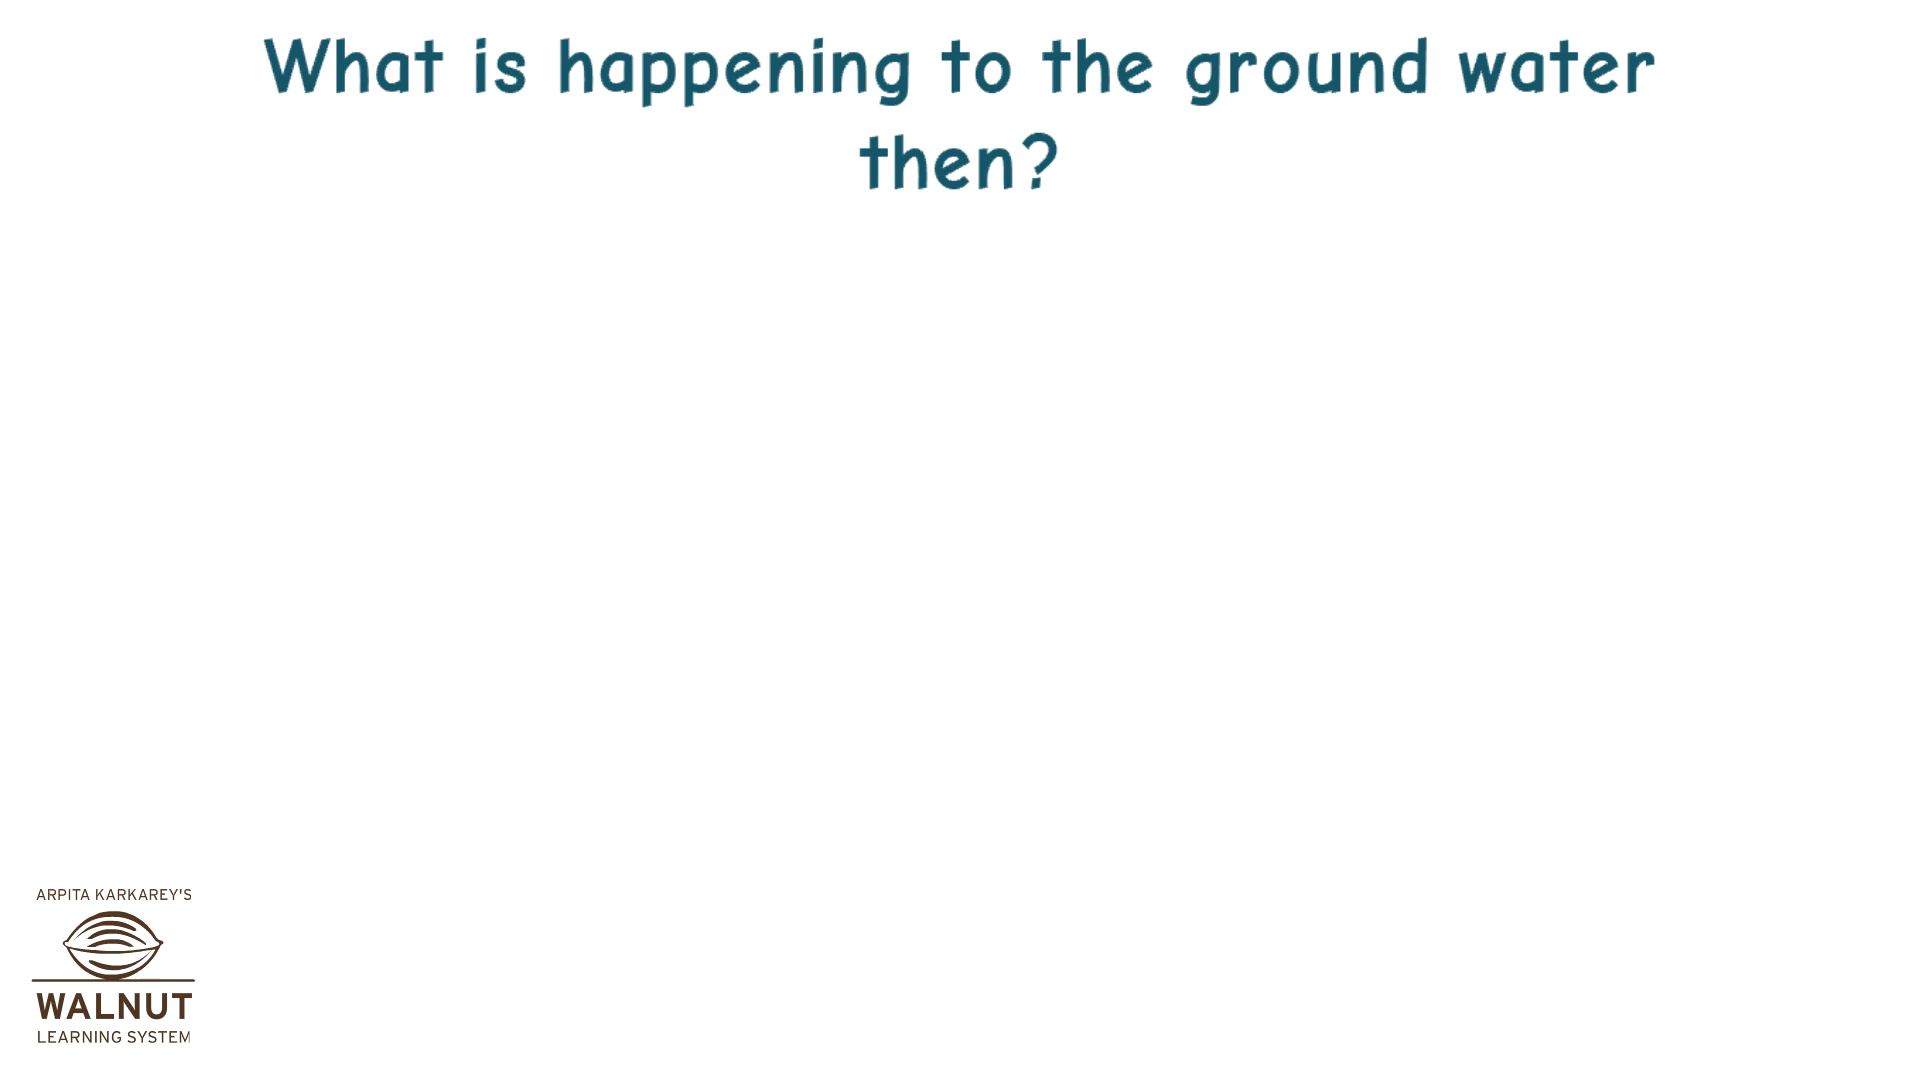 What is happening to the ground water
then?
ARPITA KARKAREY'S
WALNUT
LEARNING SYSTEM